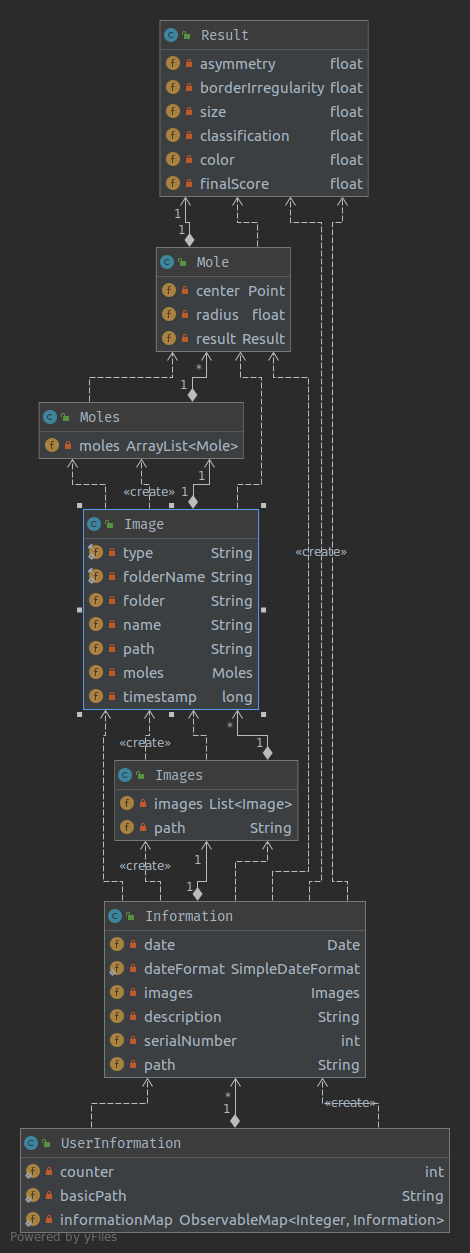 Result
asymmetry float
borderIrregularity float
size float
classification float
color float
finalScore float
1
1
Mole
center Point
radius float
result Result
*
1
Moles
moles ArrayList<Mole>
1
«create» 1
Image
type String
folderName String
folder String
name String
path String
moles Moles
timestamp long
«create»
*
«create» 1
Images
images List<Image>
path String
«create» 1
1
Information
date Date
dateFormat SimpleDateFormat
images Images
description String
serialNumber int
path String
*
1 «create»
UserInformation
counter int
basicPath String
informationMap ObservableMap<Integer, Information>
Powered by yFiles